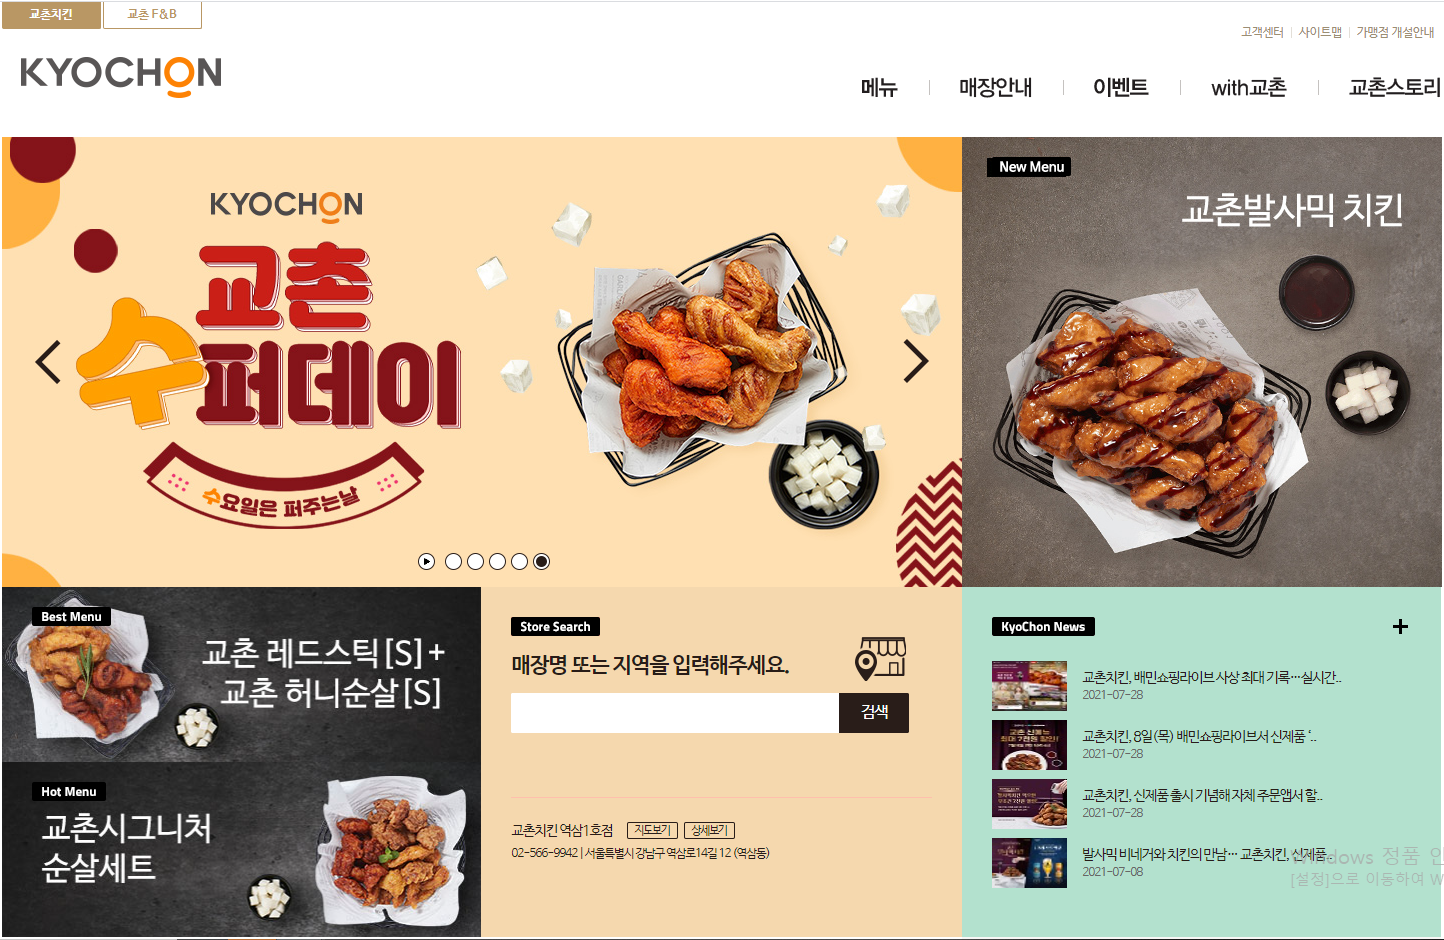 교촌치킨
교촌 F&B
고객센터
사이트맵
가맹점 개설안내
KYOCHON
메뉴
매장안내
이벤트
with교촌
교촌스토리
KYOCHON
교촌
수퍼데이
수요일은 퍼주는날
New Menu
교촌발사믹 치킨
Best Menu
교촌 레드스틱[S]+
교촌 허니순살[S]
Hot Menu
교촌시그니처
순살세트
Store Search
매장명 또는 지역을 입력해주세요.
검색
교촌치킨 역삼1호점 지도보기 상세보기
02-566-9942 | 서울특별시 강남구 역삼로14길 12 (역삼동)
KyoChon News
교촌치킨, 배민쇼핑라이브 사상 최대 기록…실시간..
2021-07-28
교촌치킨, 8일(목) 배민쇼핑라이브서 신제품 ‘..
2021-07-28
교촌치킨, 신제품 출시 기념해 자체 주문앱서 할..
2021-07-28
발사믹 비네거와 치킨의 만남… 교촌치킨, 신제품..
2021-07-08
Windows 정품 인
[설정]으로 이동하여 W